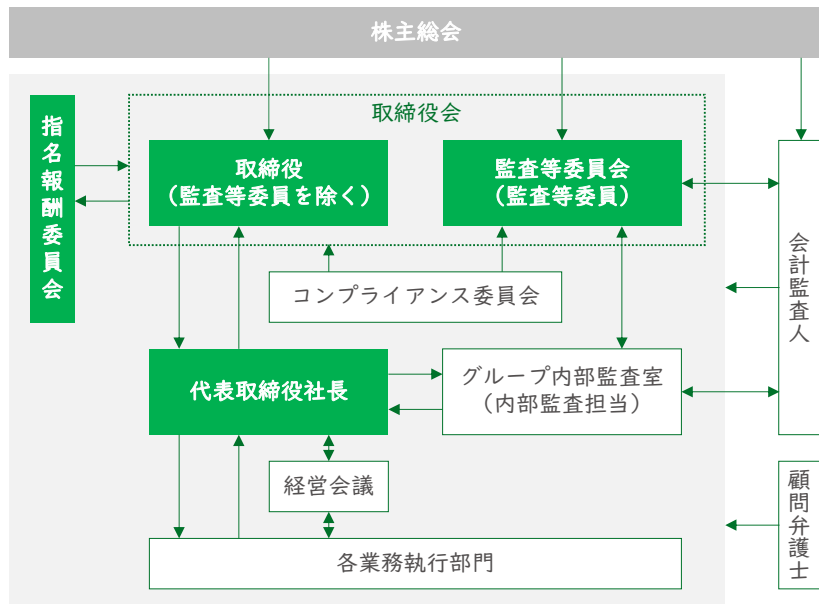 株主総会
取締役会
指名報酬委員会
取締役
（監査等委員を除く）
監査等委員会
（監査等委員）
会計監査人
コンプライアンス委員会
代表取締役社長
グループ内部監査室
（内部監査担当）
経営会議
顧問弁護士
各業務執行部門